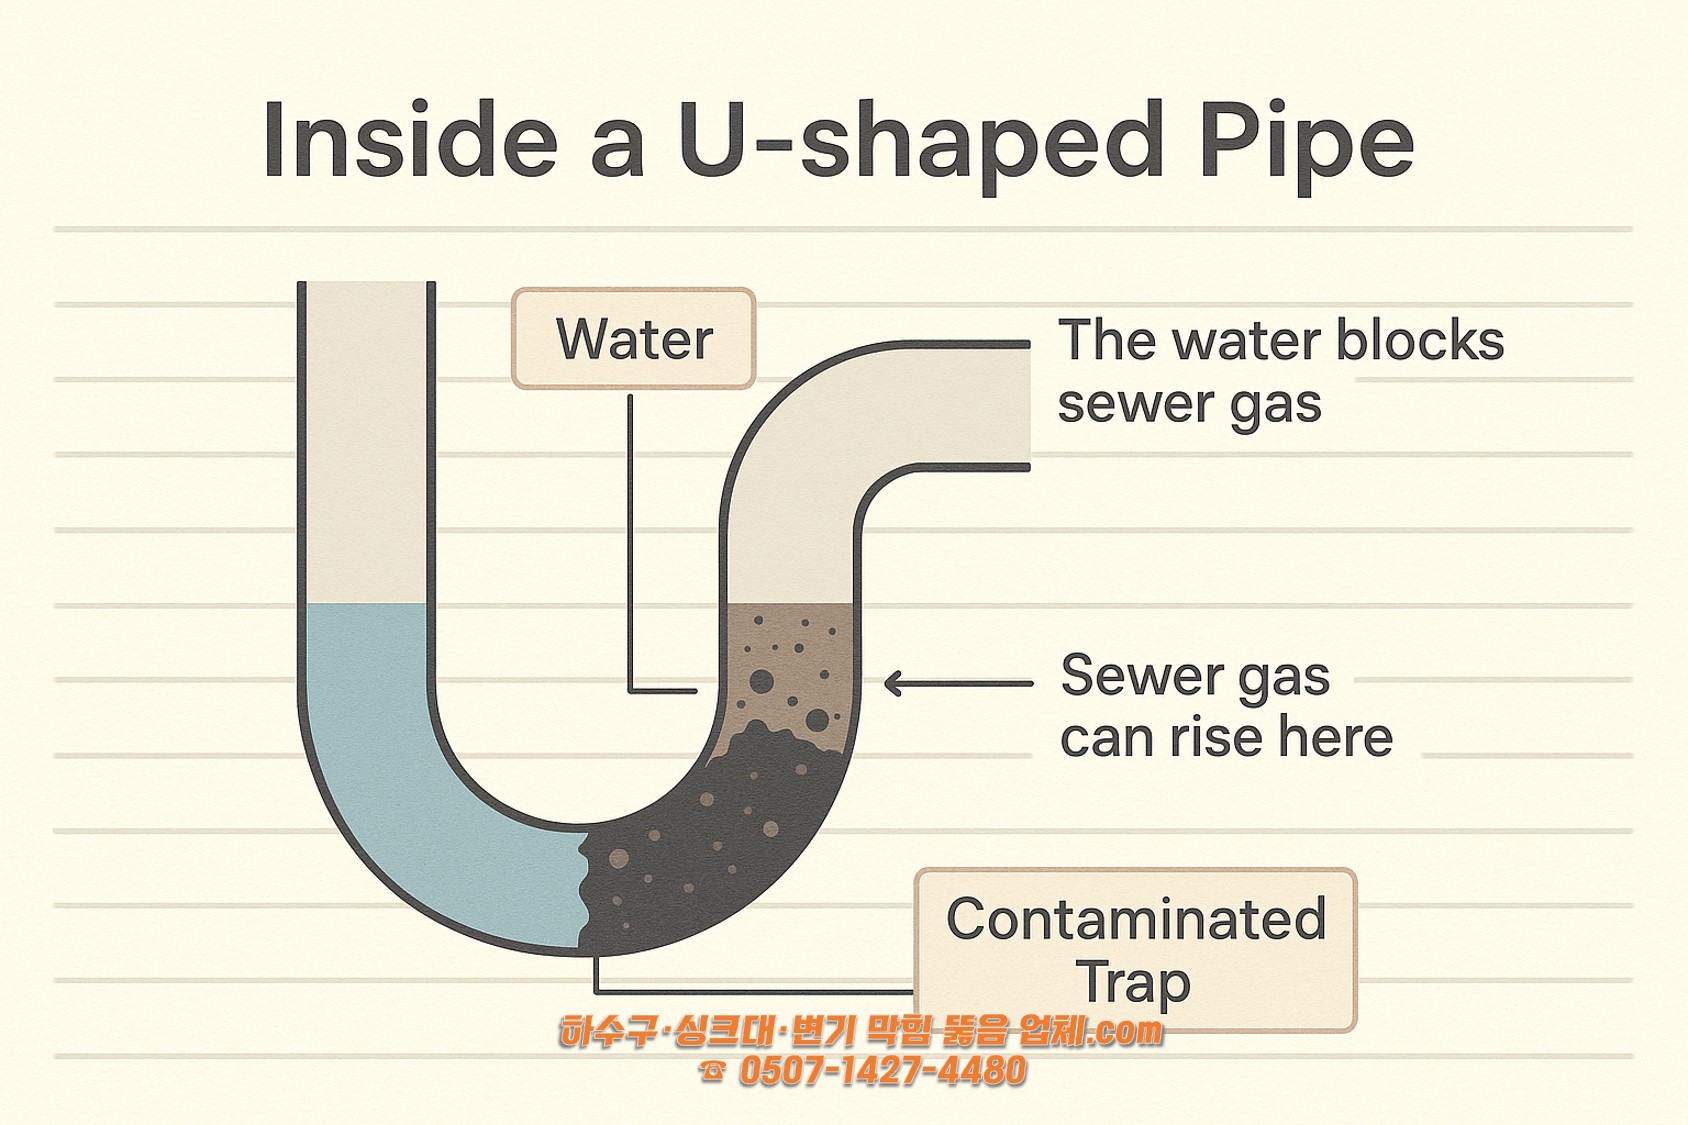 Inside a U-shaped Pipe
Water
The water blocks
sewer gas
Sewer gas
can rise here
Contaminated
Trap
하수구·싱크대·변기 막힘 뚫음 업체.com
☎ 0507-1427-4480